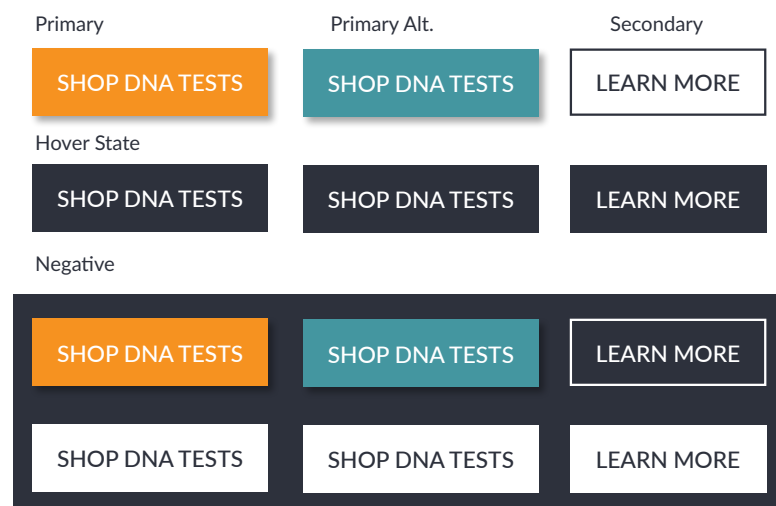 Primary Primary Alt. Secondary
SHOP DNA TESTS SHOP DNA TESTS LEARN MORE
Hover State
SHOP DNA TESTS SHOP DNA TESTS LEARN MORE
Negative
SHOP DNA TESTS SHOP DNA TESTS LEARN MORE
SHOP DNA TESTS SHOP DNA TESTS LEARN MORE